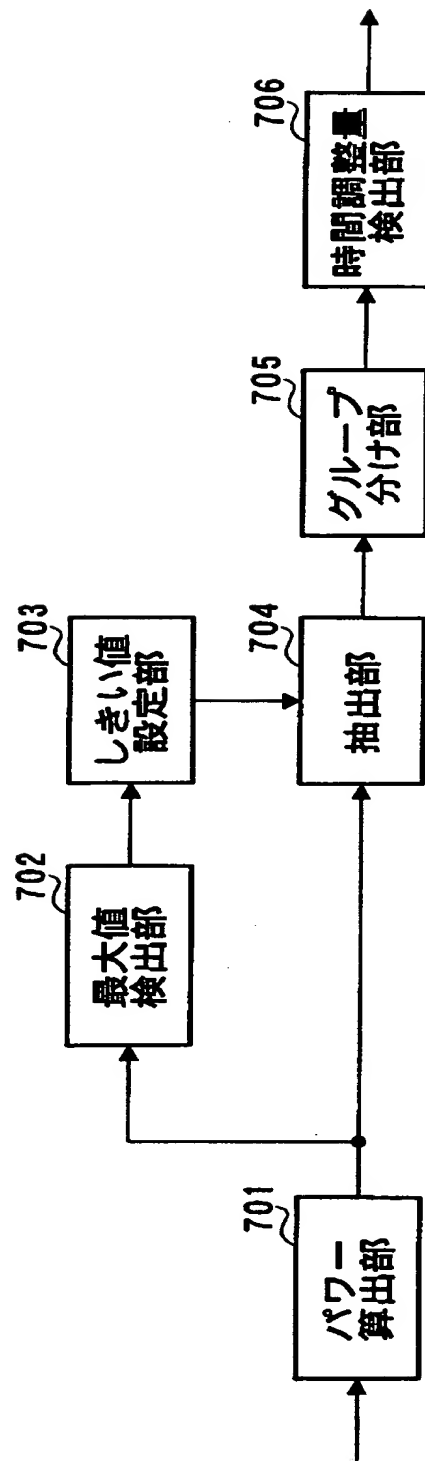 701
パワー
算出部
702
最大値
検出部
703
しきい値
設定部
704
抽出部
705
グループ
分け部
706
時間調整量
検出部